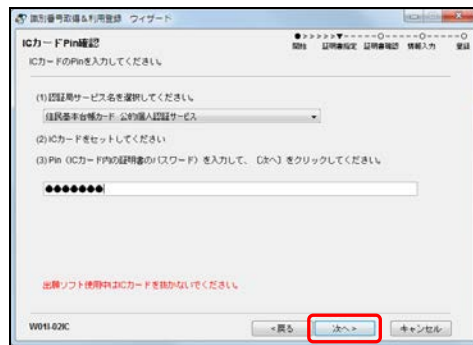 識別番号取得&利用登録 ウィザード
ICカードPin確認
●>>>>>▼-----○-----○-----○
開始 証明書指定 証明書確認 情報入力 登録
ICカードのPinを入力してください。
(1)認証局サービス名を選択してください。
住民基本台帳カード 公的個人認証サービス
(2)ICカードをセットしてください
(3)Pin（ICカード内の証明書のパスワード）を入力して、［次へ］をクリックしてください。
●●●●●●●
出願ソフト使用中はICカードを抜かないでください。
W01I-02IC
<戻る
次へ>
キャンセル